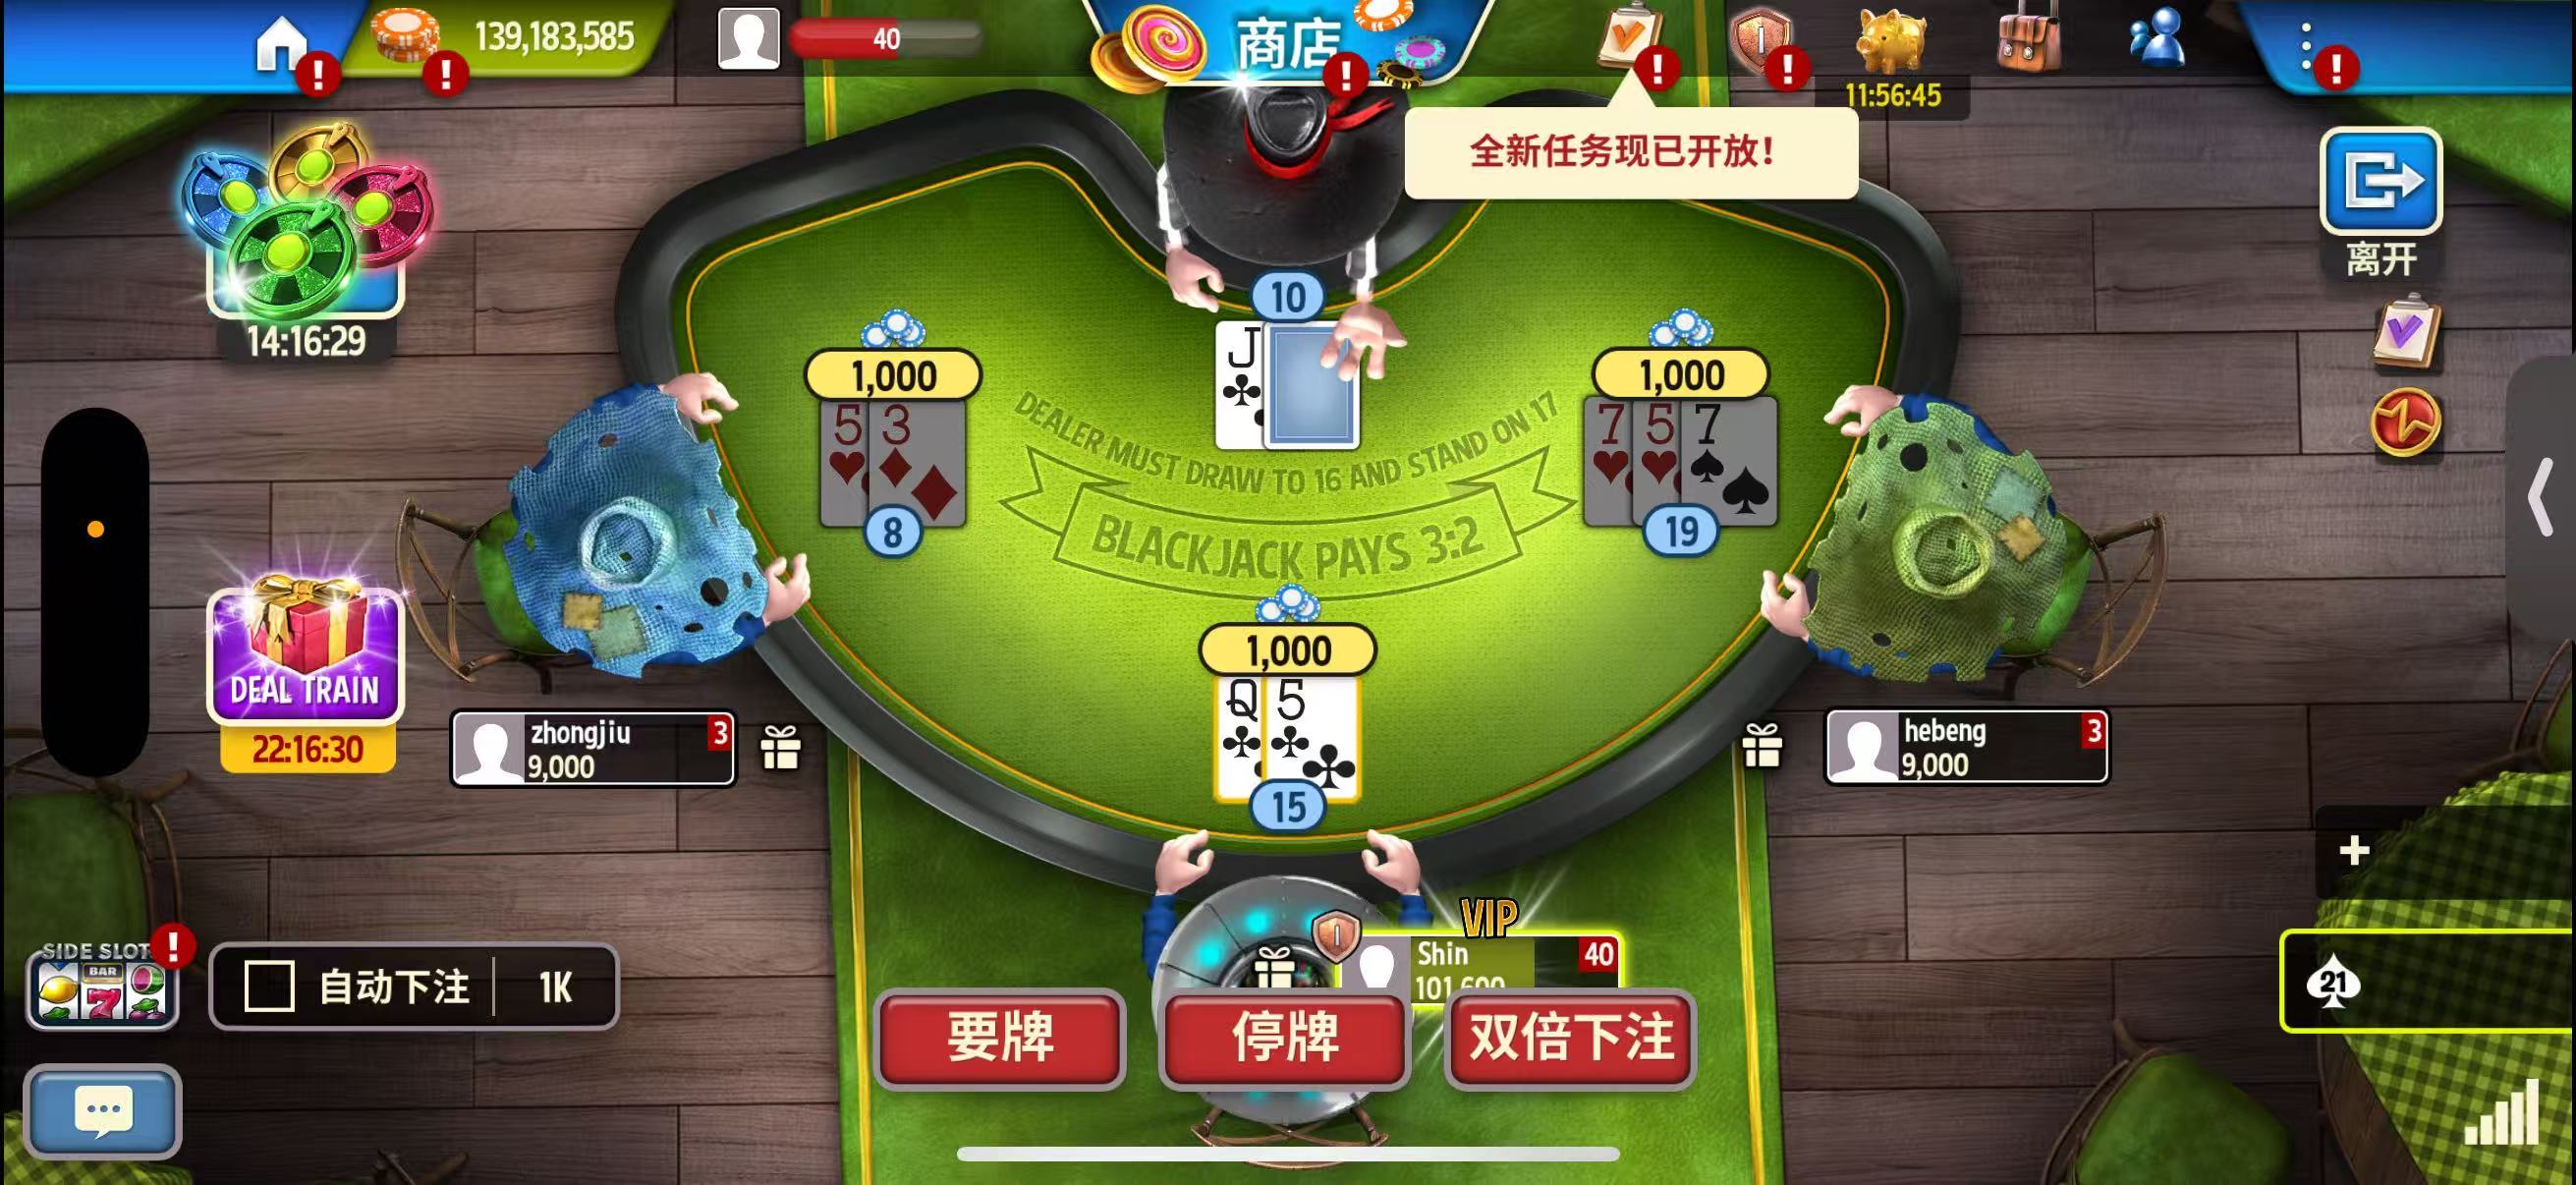 139,183,585
40
商店
11:56:45
全新任务现已开放!
离开
14:16:29
10
J
1,000
5 3
8
1,000
7 5 7
19
DEALER MUST DRAW TO 16 AND STAND ON 17
BLACKJACK PAYS 3:2
1,000
Q 5
15
DEAL TRAIN
22:16:30
zhongjiu 3
9,000
hebeng 3
9,000
VIP
Shin 40
101,600
SIDE SLOT
BAR
7
自动下注 1K
要牌
停牌
双倍下注
21